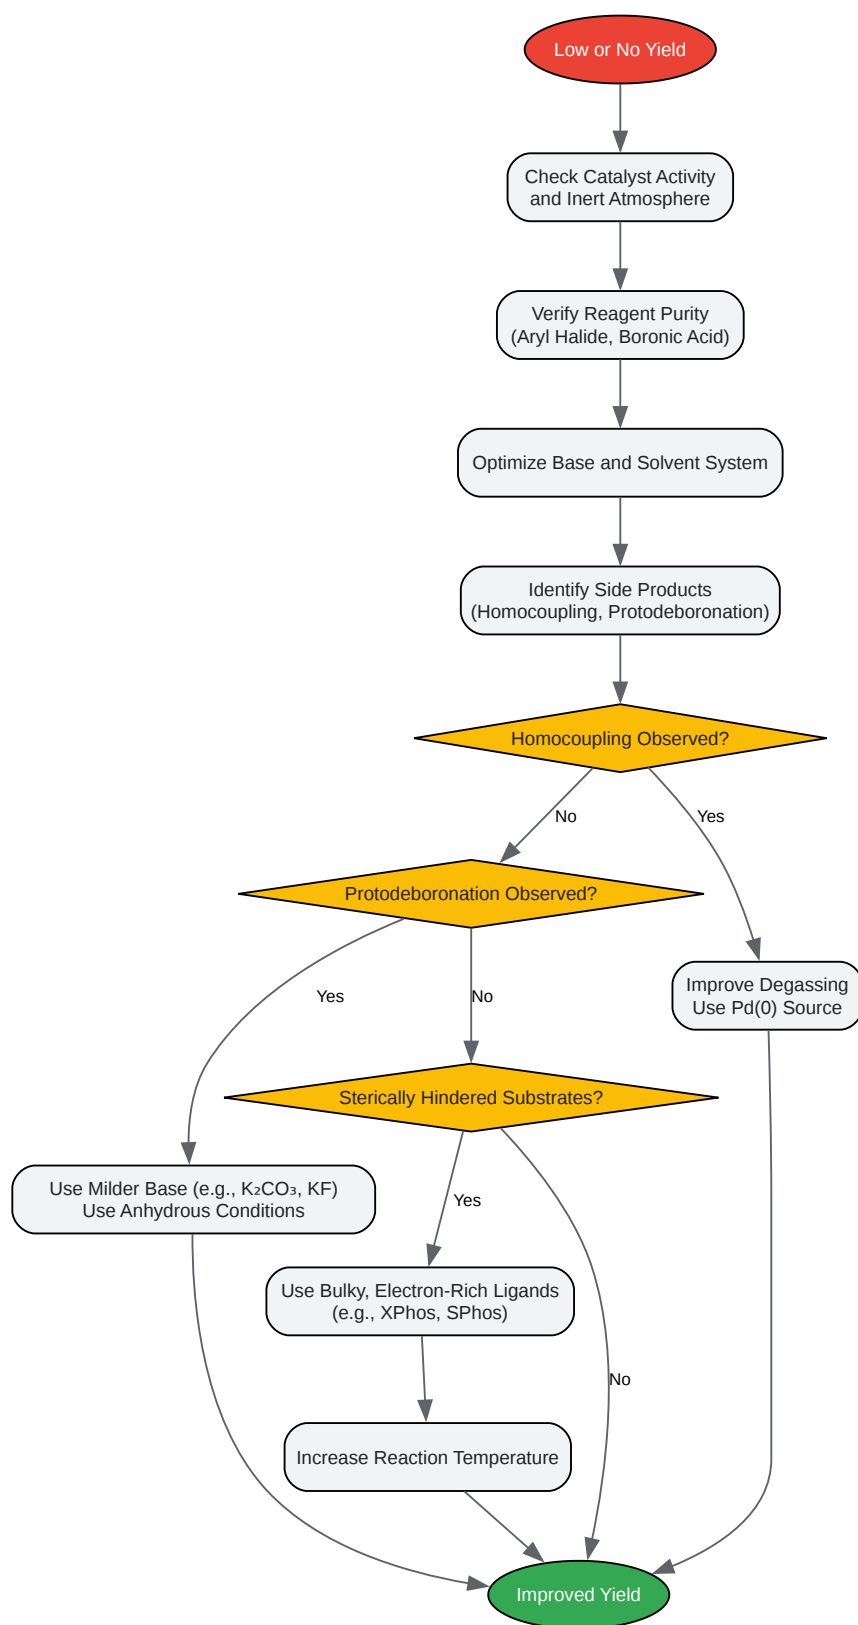 Low or No Yield
Check Catalyst Activity
and Inert Atmosphere
Verify Reagent Purity
(Aryl Halide, Boronic Acid)
Optimize Base and Solvent System
Identify Side Products
(Homocoupling, Protodeboronation)
Homocoupling Observed?
No
Yes
Protodeboronation Observed?
Improve Degassing
Use Pd(0) Source
Yes
No
Sterically Hindered Substrates?
Use Milder Base (e.g., K₂CO₃, KF)
Use Anhydrous Conditions
Yes
Use Bulky, Electron-Rich Ligands
(e.g., XPhos, SPhos)
No
Increase Reaction Temperature
Improved Yield